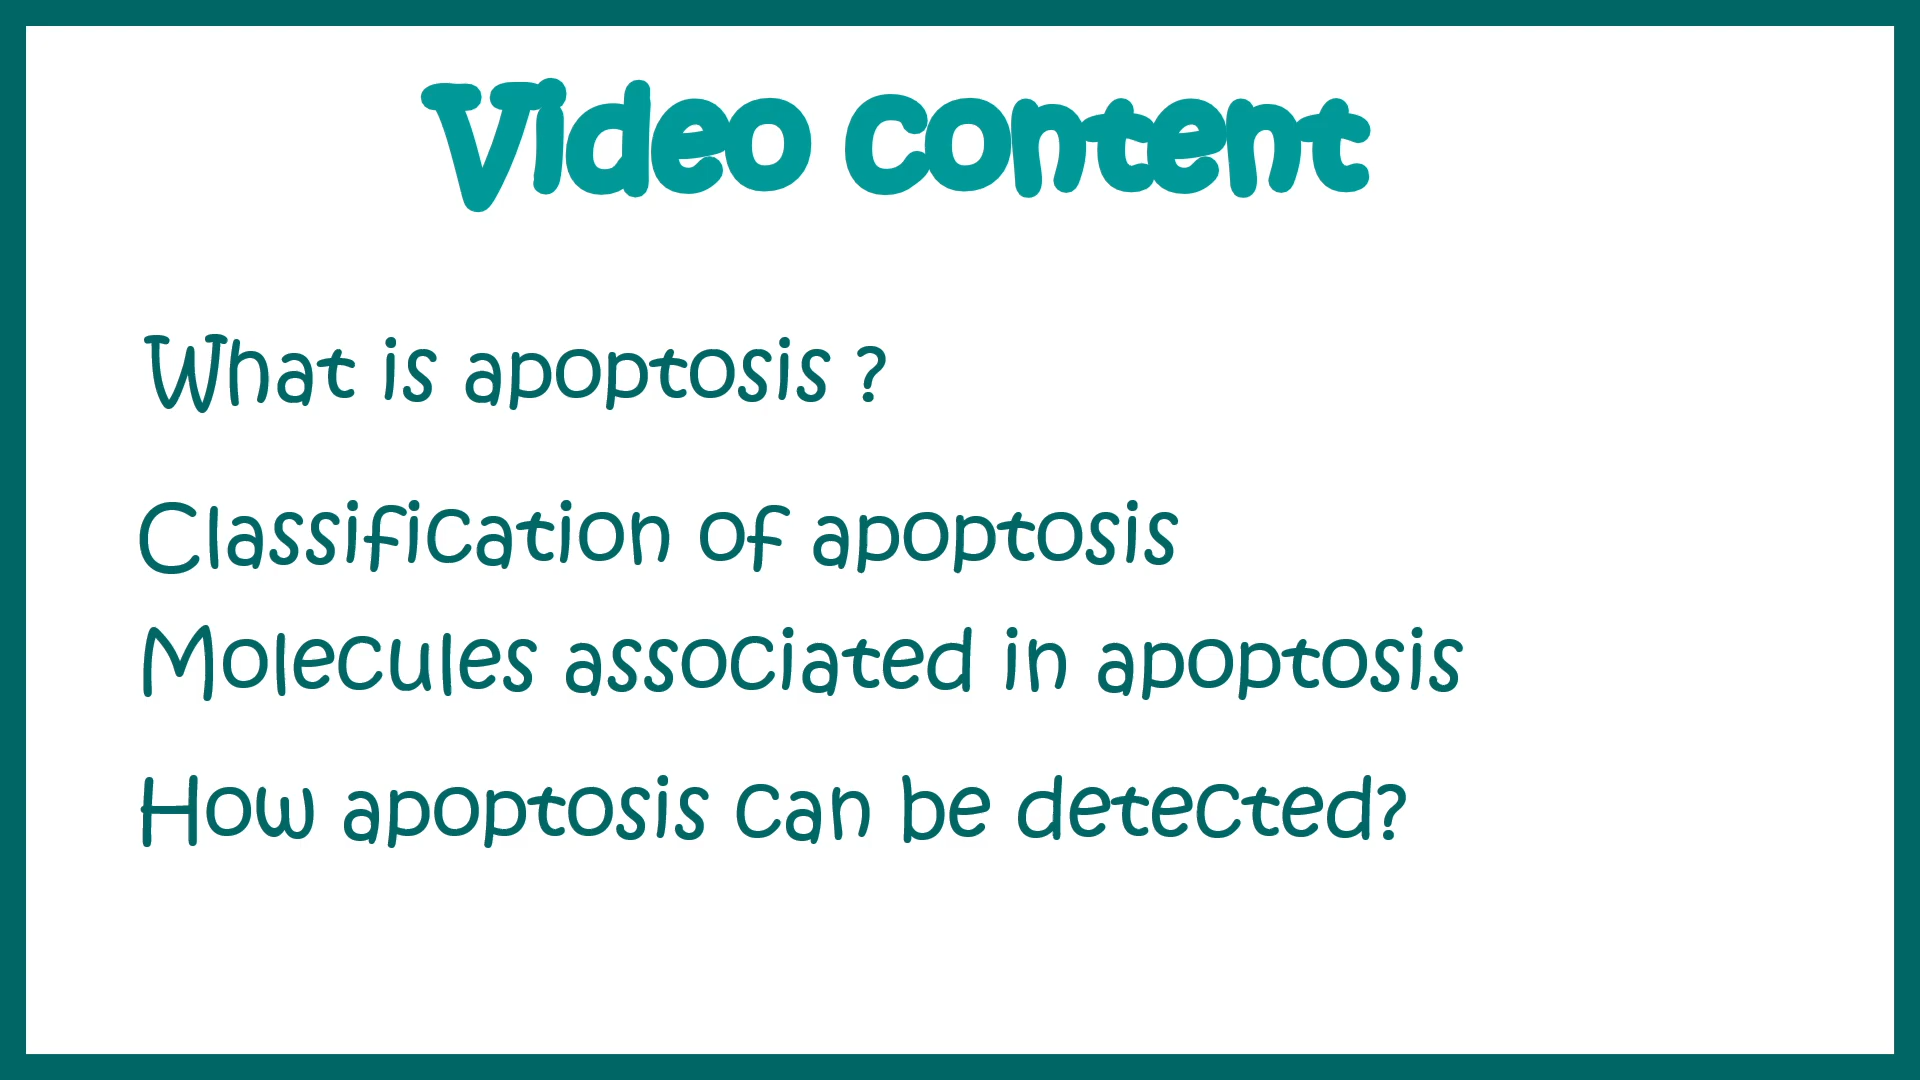 Video content
What is apoptosis ?
Classification of apoptosis
Molecules associated in apoptosis
How apoptosis can be detected?